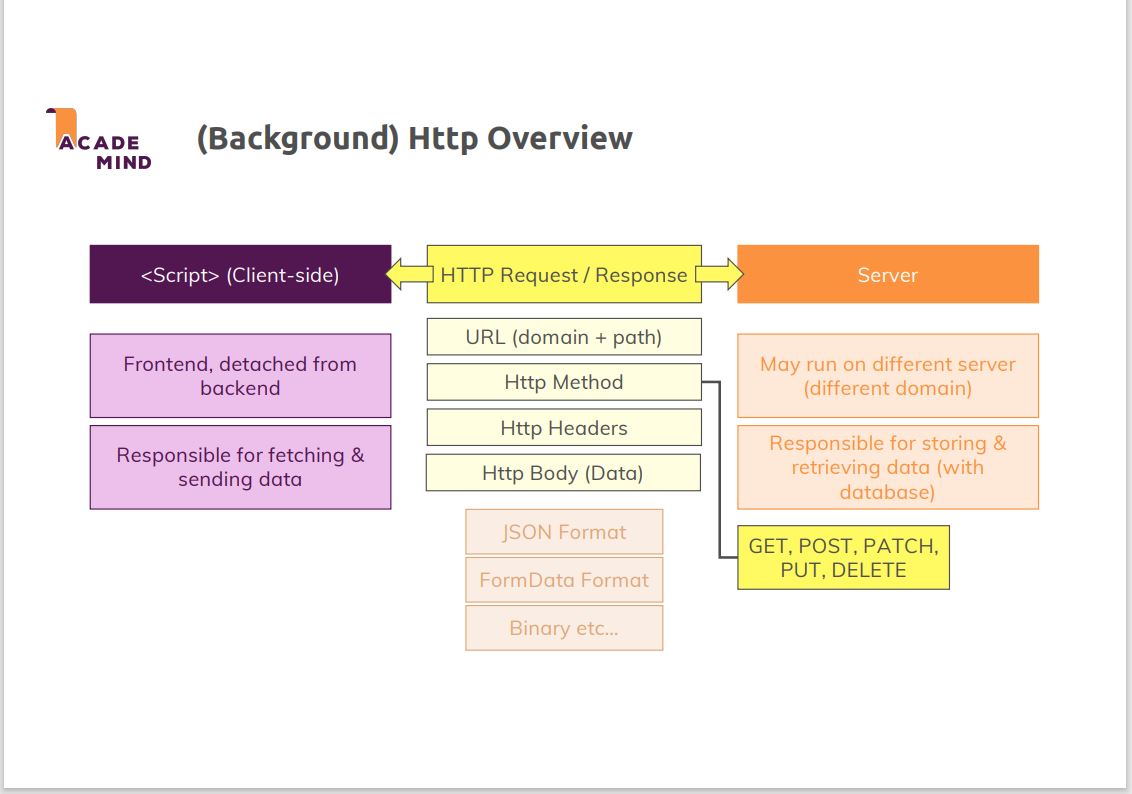 ACADE
MIND
(Background) Http Overview
<Script> (Client-side)
HTTP Request / Response
Server
Frontend, detached from
backend
Responsible for fetching &
sending data
URL (domain + path)
Http Method
Http Headers
Http Body (Data)
JSON Format
FormData Format
Binary etc...
May run on different server
(different domain)
Responsible for storing &
retrieving data (with
database)
GET, POST, PATCH,
PUT, DELETE